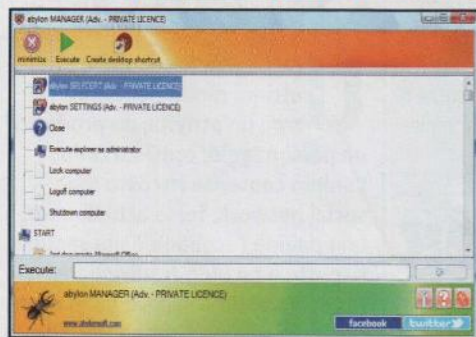 abylon MANAGER (Adv. - PRIVATE LICENCE)
minimize Execute Create desktop shortcut
abylon SELFCERT (Adv. - PRIVATE LICENCE)
abylon SETTINGS (Adv. - PRIVATE LICENCE)
Close
Execute explorer as administrator
Lock computer
Logoff computer
Shutdown computer
START
Execute:
abylon MANAGER (Adv. - PRIVATE LICENCE)
www.abylonsoft.com
facebook twitter